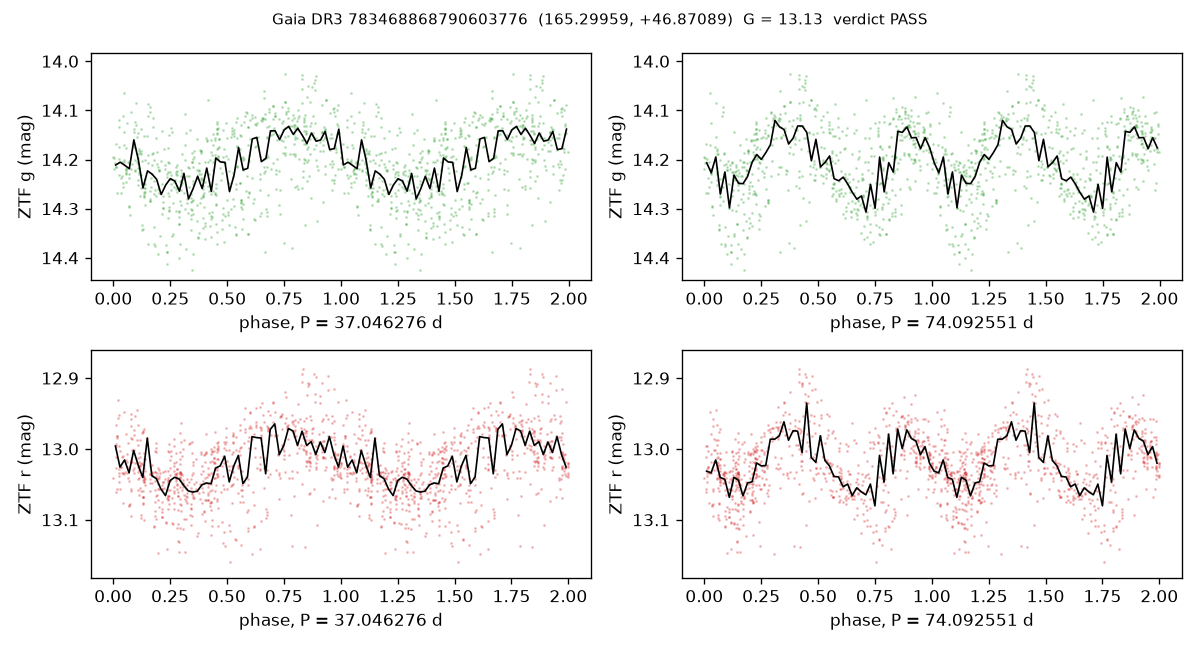 Gaia DR3 783468868790603776 (165.29959, +46.87089) G = 13.13 verdict PASS
ZTF g (mag)
14.0
14.1
14.2
14.3
14.4
0.00 0.25 0.50 0.75 1.00 1.25 1.50 1.75 2.00
phase, P = 37.046276 d
ZTF g (mag)
14.0
14.1
14.2
14.3
14.4
0.00 0.25 0.50 0.75 1.00 1.25 1.50 1.75 2.00
phase, P = 74.092551 d
ZTF r (mag)
12.9
13.0
13.1
0.00 0.25 0.50 0.75 1.00 1.25 1.50 1.75 2.00
phase, P = 37.046276 d
ZTF r (mag)
12.9
13.0
13.1
0.00 0.25 0.50 0.75 1.00 1.25 1.50 1.75 2.00
phase, P = 74.092551 d